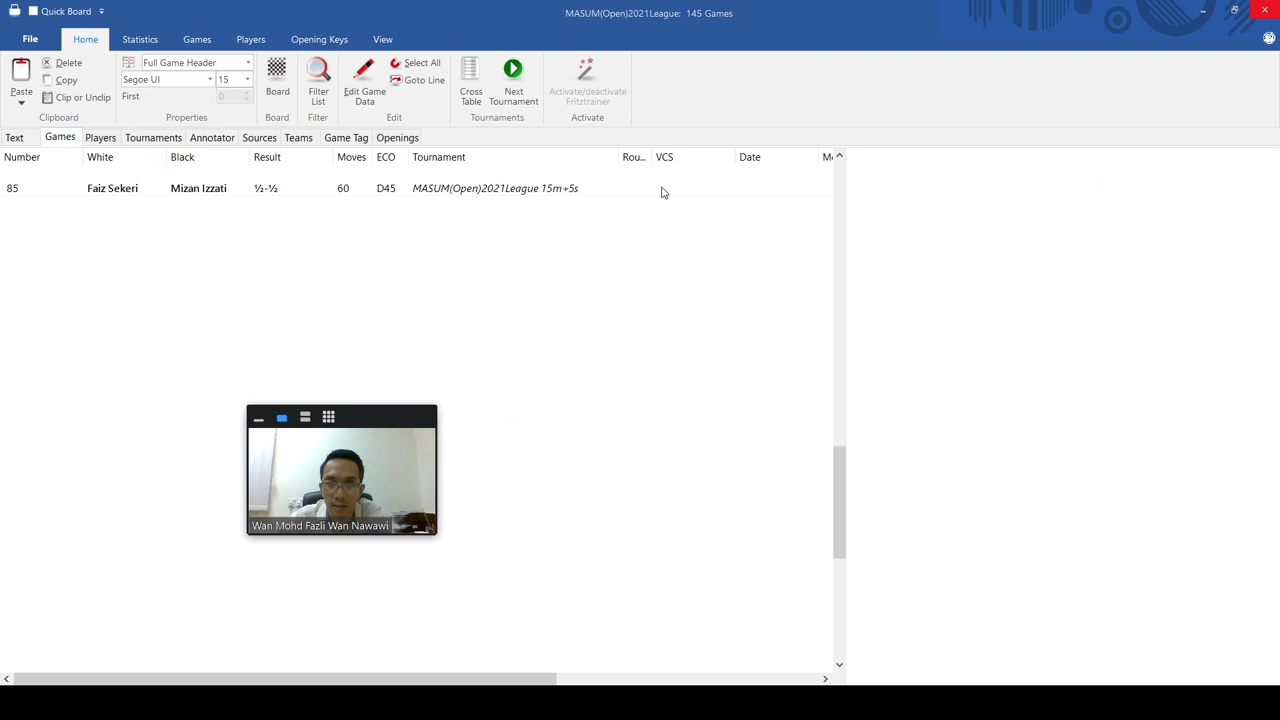 Quick Board
MASUM(Open)2021League: 145 Games
File Home Statistics Games Players Opening Keys View
Paste
Delete
Copy
Clip or Undip
Clipboard
Full Game Header
Segoe UI 15
First 0
Properties
Board
Board
Filter List
Filter
Edit Game Data
Select All
Goto Line
Edit
Cross Table
Next Tournament
Tournaments
Activate/deactivate Fritztrainer
Activate
Text Games Players Tournaments Annotator Sources Teams Game Tag Openings
Number White Black Result Moves ECO Tournament Rou... VCS Date
85 Faiz Sekeri Mizan Izzati ½-½ 60 D45 MASUM(Open)2021League 15m+5s
Wan Mohd Fazli Wan Nawawi